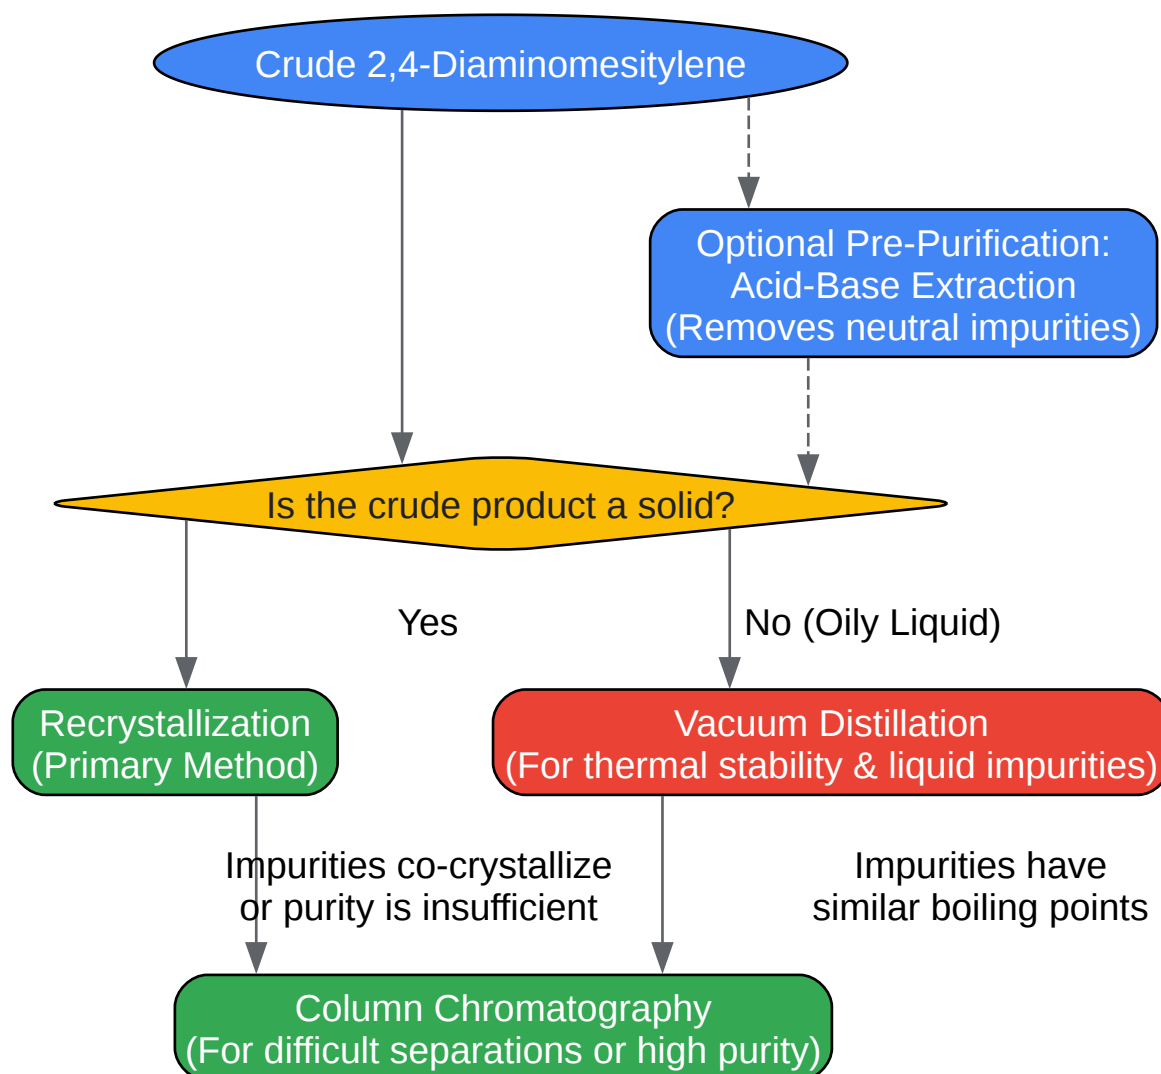 Crude 2,4-Diaminomesitylene
Optional Pre-Purification:
Acid-Base Extraction
(Removes neutral impurities)
Is the crude product a solid?
Yes
No (Oily Liquid)
Recrystallization
(Primary Method)
Vacuum Distillation
(For thermal stability & liquid impurities)
Impurities co-crystallize
or purity is insufficient
Impurities have
similar boiling points
Column Chromatography
(For difficult separations or high purity)